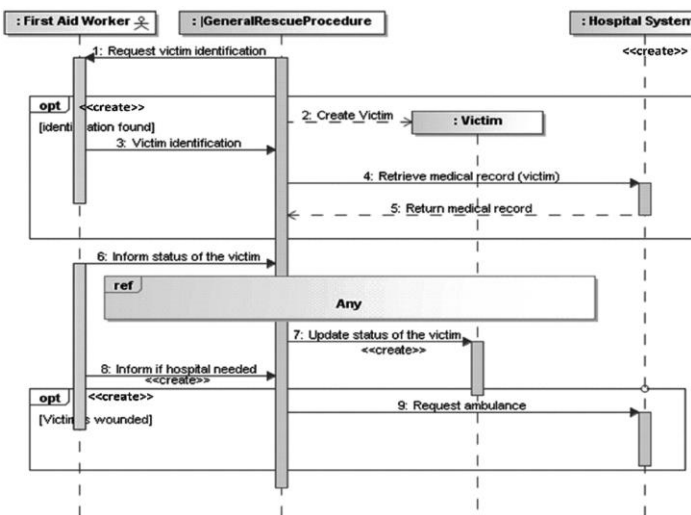 : First Aid Worker
: |GeneralRescueProcedure
: Hospital System
<<create>>
1: Request victim identification
opt
<<create>>
[identi ation found]
2: Create Victim
: Victim
3: Victim identification
4: Retrieve medical record (victim)
5: Return medical record
6: Inform status of the victim
ref
Any
7: Update status of the victim
<<create>>
8: Inform if hospital needed
<<create>>
opt
<<create>>
[Victim s wounded]
9: Request ambulance